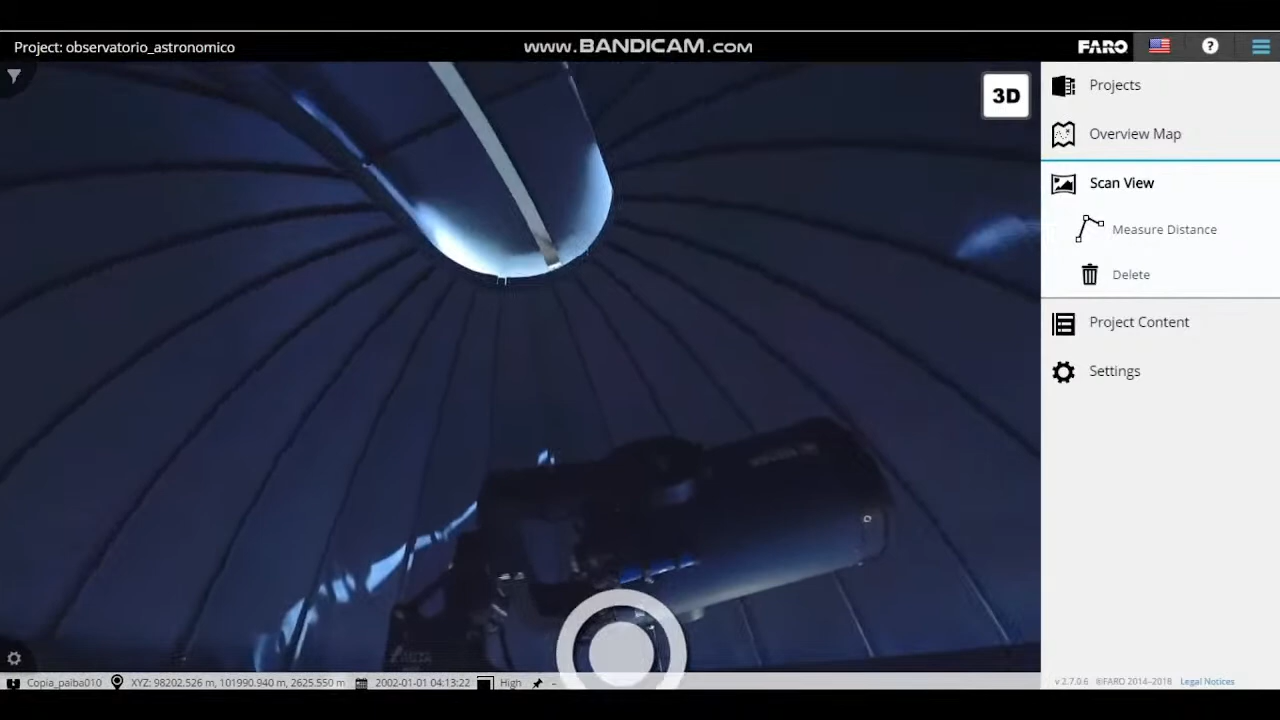 Project: observatorio_astronomico
www.BANDICAM.com
FARO
3D
Projects
Overview Map
Scan View
Measure Distance
Delete
Project Content
Settings
Copia_paiba010
XYZ: 98202.526 m, 101990.940 m, 2625.550 m
2002-01-01 04:13:22
High
-
v 2.7.0.6 ©FARO 2014–2018 Legal Notices